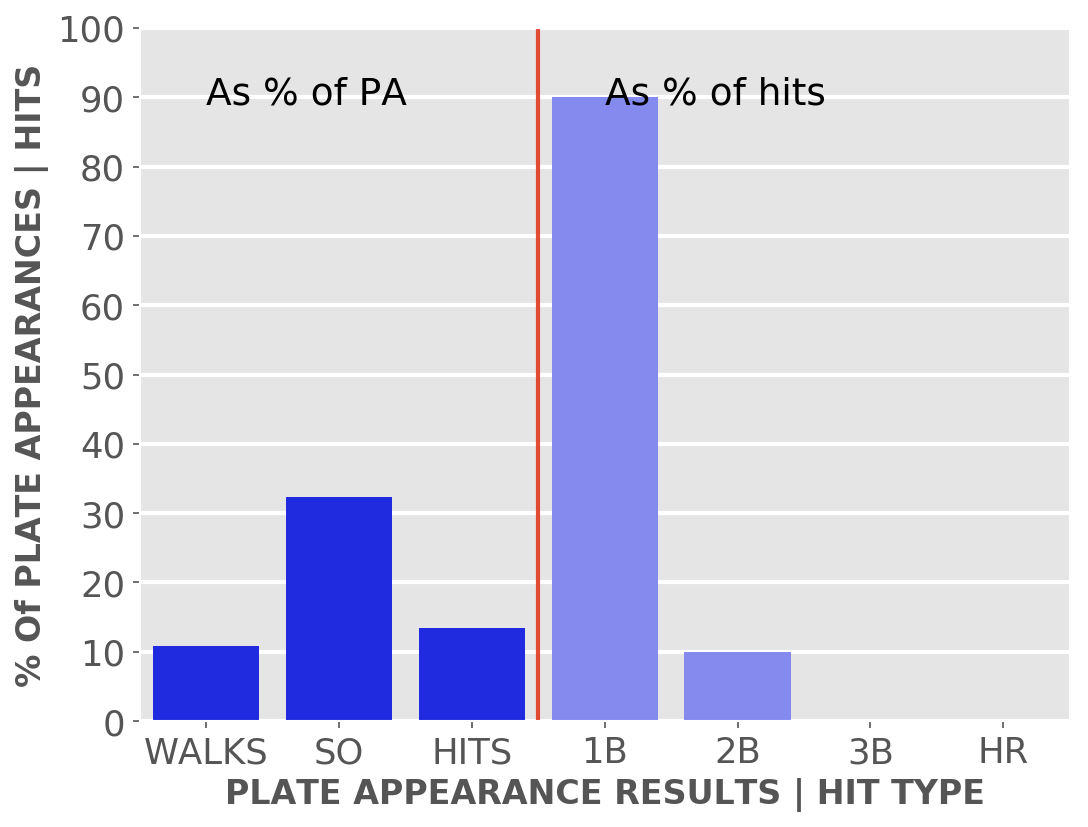 % Of PLATE APPEARANCES | HITS
100
90
80
70
60
50
40
30
20
10
0
As % of PA
As % of hits
WALKS SO HITS 1B 2B 3B HR
PLATE APPEARANCE RESULTS | HIT TYPE